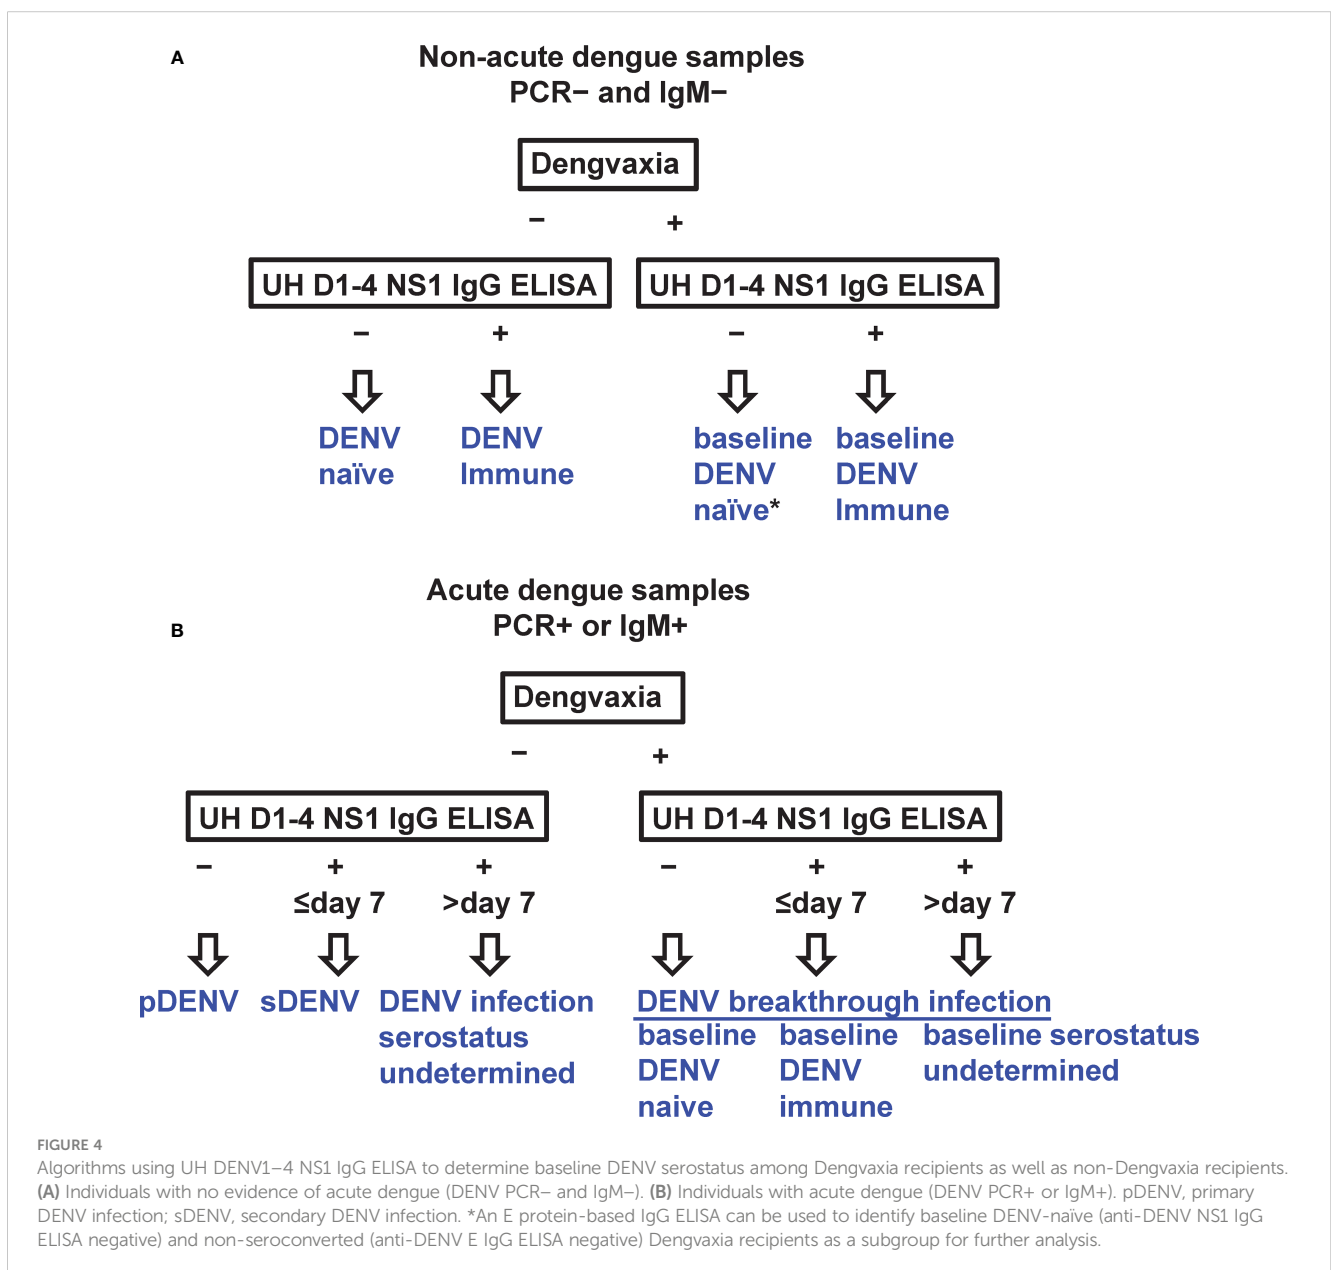 A
Non-acute dengue samples
PCR− and IgM−
Dengvaxia
− +
UH D1-4 NS1 IgG ELISA UH D1-4 NS1 IgG ELISA
− + − +
DENV DENV baseline baseline
naïve Immune DENV DENV
naïve* Immune
Acute dengue samples
B
PCR+ or IgM+
Dengvaxia
− +
UH D1-4 NS1 IgG ELISA UH D1-4 NS1 IgG ELISA
− + + − + +
≤day 7 >day 7 ≤day 7 >day 7
pDENV sDENV DENV infection DENV breakthrough infection
serostatus baseline baseline baseline serostatus
undetermined DENV DENV undetermined
naive immune
FIGURE 4
Algorithms using UH DENV1–4 NS1 IgG ELISA to determine baseline DENV serostatus among Dengvaxia recipients as well as non-Dengvaxia recipients.
(A) Individuals with no evidence of acute dengue (DENV PCR− and IgM−). (B) Individuals with acute dengue (DENV PCR+ or IgM+). pDENV, primary
DENV infection; sDENV, secondary DENV infection. *An E protein-based IgG ELISA can be used to identify baseline DENV-naïve (anti-DENV NS1 IgG
ELISA negative) and non-seroconverted (anti-DENV E IgG ELISA negative) Dengvaxia recipients as a subgroup for further analysis.